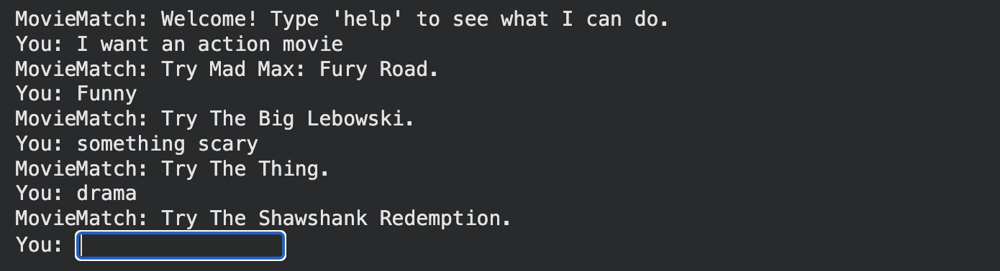 MovieMatch: Welcome! Type 'help' to see what I can do.
You: I want an action movie
MovieMatch: Try Mad Max: Fury Road.
You: Funny
MovieMatch: Try The Big Lebowski.
You: something scary
MovieMatch: Try The Thing.
You: drama
MovieMatch: Try The Shawshank Redemption.
You: